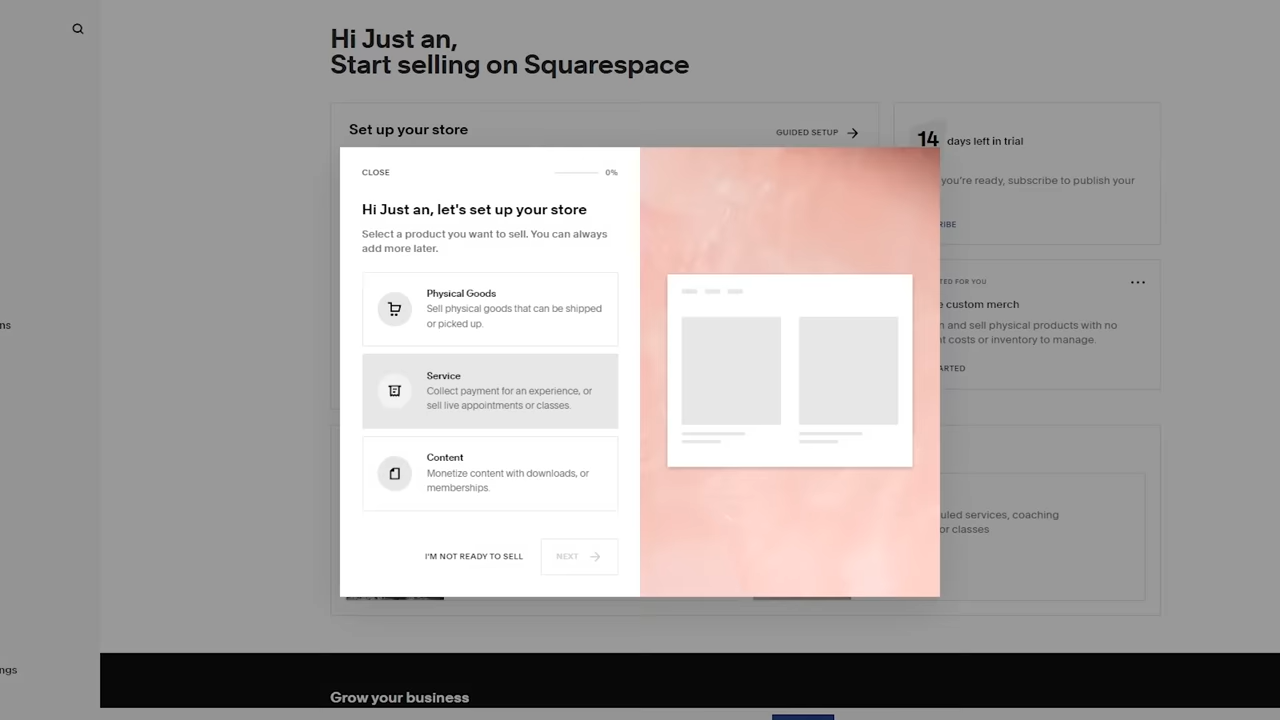 Hi Just an,
Start selling on Squarespace
Set up your store
GUIDED SETUP
14 days left in trial
you're ready, subscribe to publish your
CLOSE
0%
Hi Just an, let's set up your store
Select a product you want to sell. You can always
add more later.
Physical Goods
Sell physical goods that can be shipped
or picked up.
Service
Collect payment for an experience, or
sell live appointments or classes.
Content
Monetize content with downloads, or
memberships.
I'M NOT READY TO SELL
NEXT
custom merch
and sell physical products with no
costs or inventory to manage.
services, coaching
or classes
Grow your business